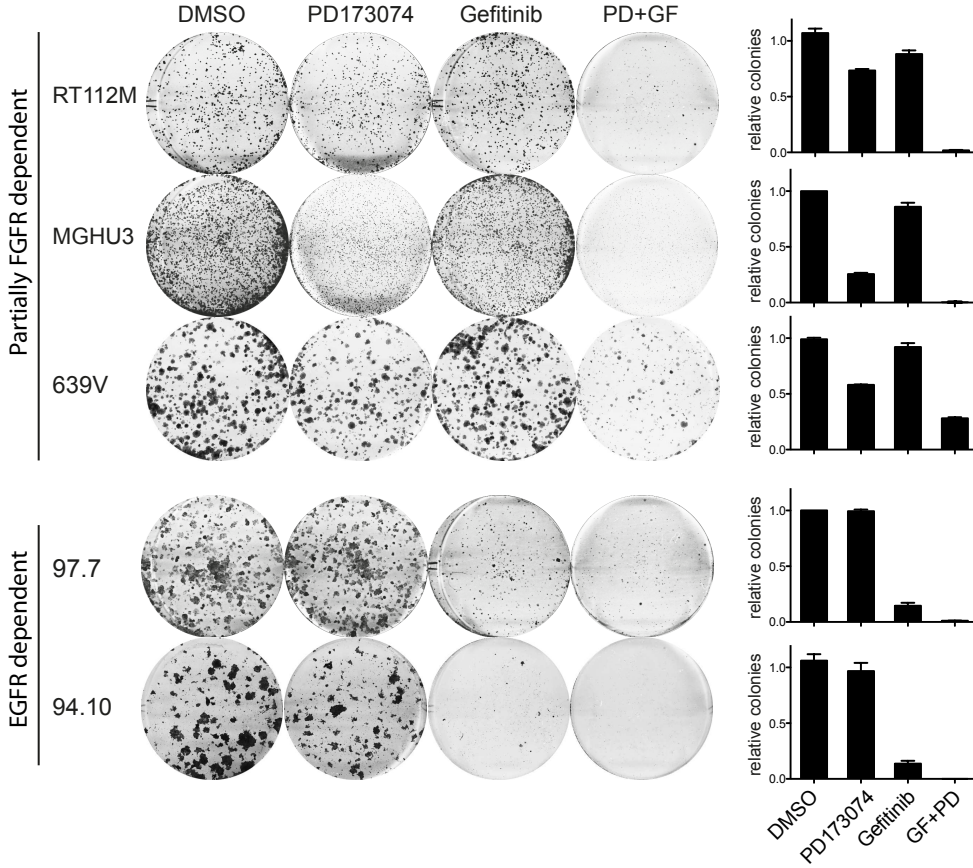 DMSO PD173074 Gefitinib PD+GF
Partially FGFR dependent
RT112M
MGHU3
639V
EGFR dependent
97.7
94.10
relative colonies
1.0
0.5
0.0
relative colonies
1.0
0.5
0.0
relative colonies
1.0
0.5
0.0
relative colonies
1.0
0.5
0.0
relative colonies
1.0
0.5
0.0
DMSO PD173074 Gefitinib GF+PD